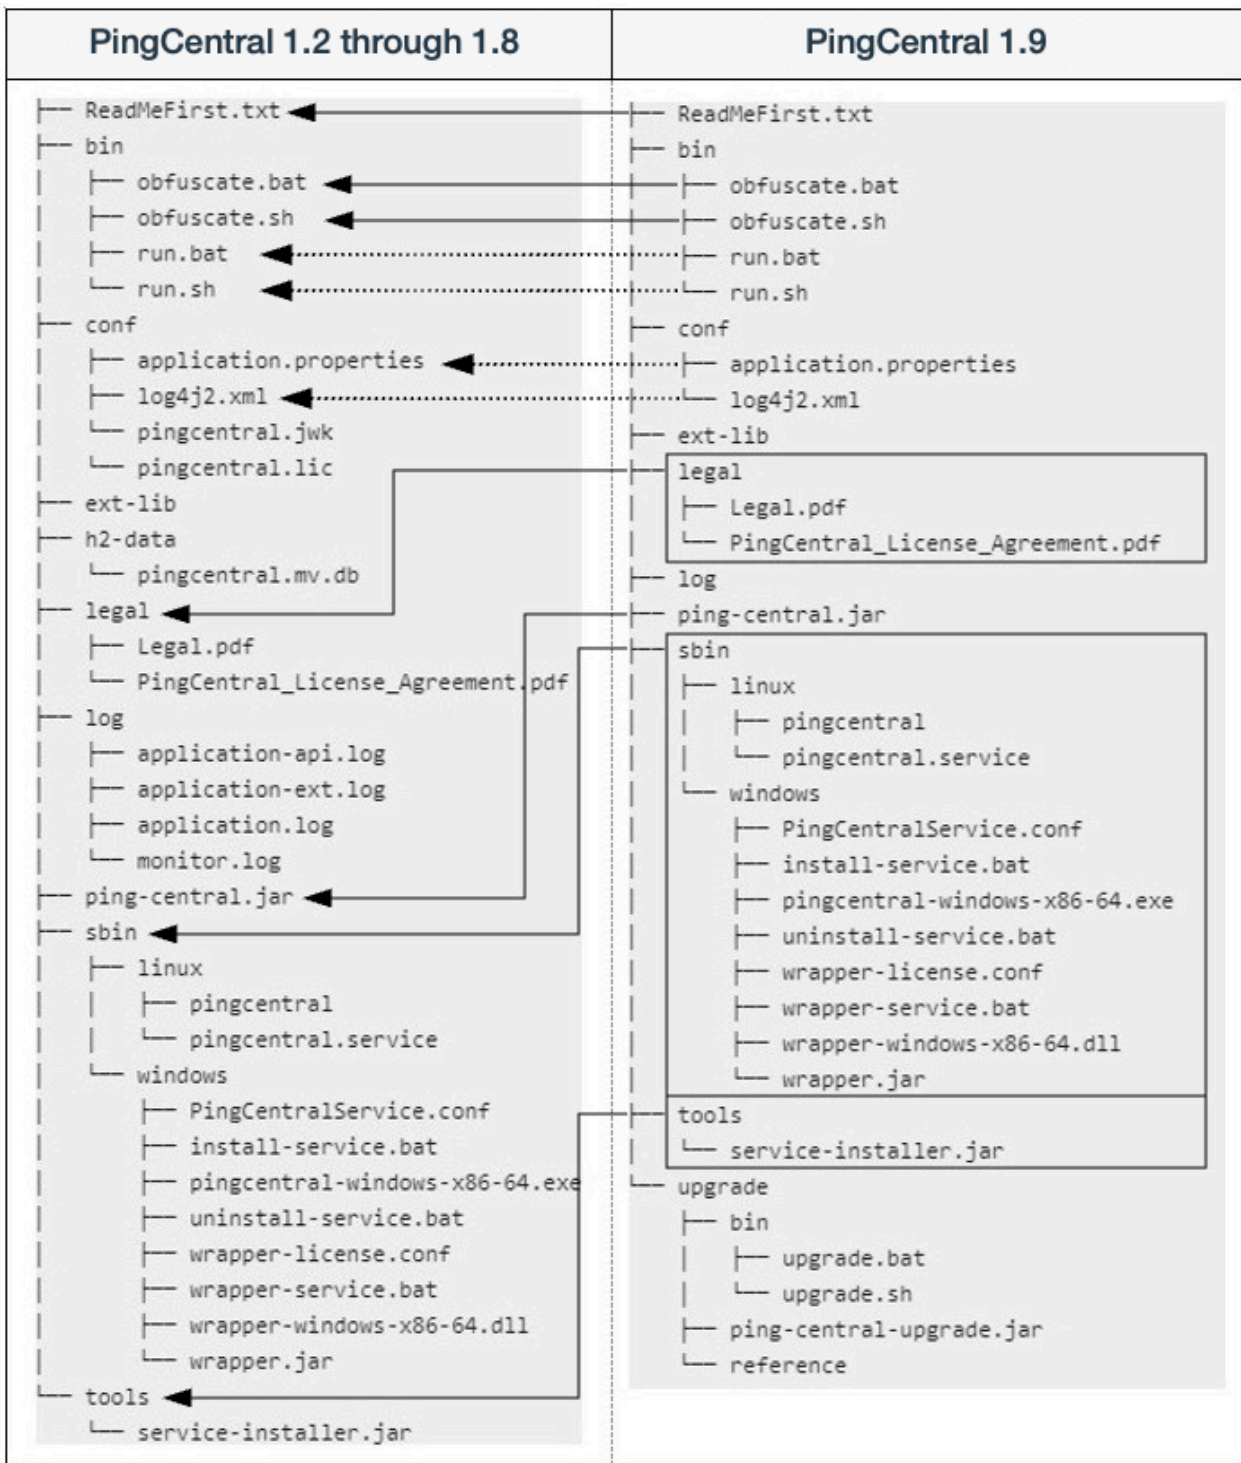 PingCentral 1.2 through 1.8
ReadMeFirst.txt
bin
obfuscate.bat
obfuscate.sh
run.bat
run.sh
conf
application.properties
log4j2.xml
pingcentral.jwk
pingcentral.lic
ext-lib
h2-data
pingcentral.mv.db
legal
Legal.pdf
PingCentral_License_Agreement.pdf
log
application-api.log
application-ext.log
application.log
monitor.log
ping-central.jar
sbin
linux
pingcentral
pingcentral.service
windows
PingCentralService.conf
install-service.bat
pingcentral-windows-x86-64.exe
uninstall-service.bat
wrapper-license.conf
wrapper-service.bat
wrapper-windows-x86-64.dll
wrapper.jar
tools
service-installer.jar
PingCentral 1.9
ReadMeFirst.txt
bin
obfuscate.bat
obfuscate.sh
run.bat
run.sh
conf
application.properties
log4j2.xml
ext-lib
legal
Legal.pdf
PingCentral_License_Agreement.pdf
log
ping-central.jar
sbin
linux
pingcentral
pingcentral.service
windows
PingCentralService.conf
install-service.bat
pingcentral-windows-x86-64.exe
uninstall-service.bat
wrapper-license.conf
wrapper-service.bat
wrapper-windows-x86-64.dll
wrapper.jar
tools
service-installer.jar
upgrade
bin
upgrade.bat
upgrade.sh
ping-central-upgrade.jar
reference